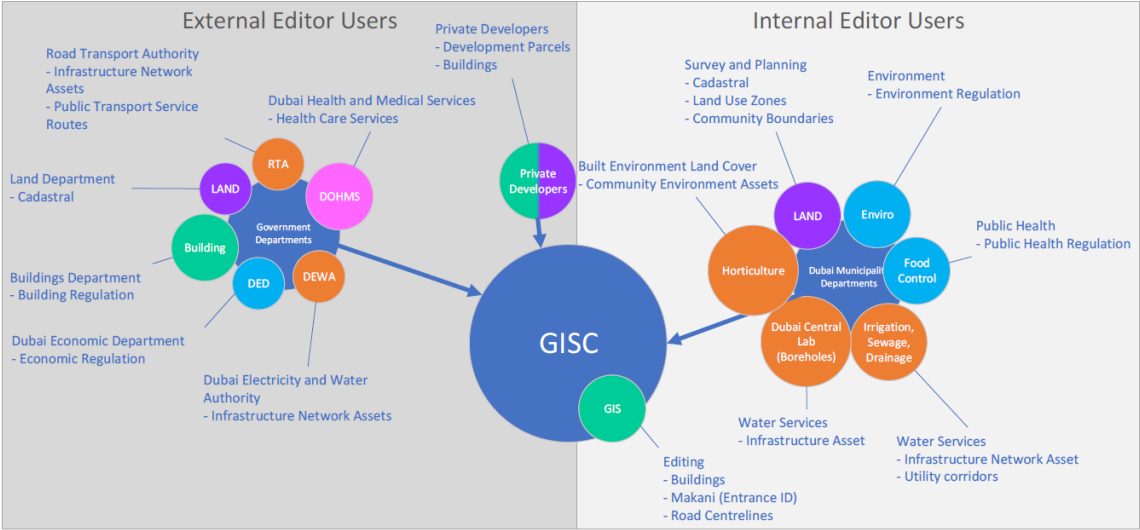 External Editor Users
Road Transport Authority
- Infrastructure Network
Assets
- Public Transport Service
Routes
Dubai Health and Medical Services
- Health Care Services
Private Developers
- Development Parcels
- Buildings
Land Department
- Cadastral
Buildings Department
- Building Regulation
Dubai Economic Department
- Economic Regulation
Dubai Electricity and Water
Authority
- Infrastructure Network Assets
RTA
LAND
DOHMS
Government
Departments
Building
DED
DEWA
Private
Developers
GISC
GIS
Editing
- Buildings
- Makani (Entrance ID)
- Road Centrelines
Internal Editor Users
Survey and Planning
- Cadastral
- Land Use Zones
- Community Boundaries
Environment
- Environment Regulation
Built Environment Land Cover
- Community Environment Assets
Public Health
- Public Health Regulation
LAND
Enviro
Horticulture
Dubai Municipality
Departments
Food
Control
Dubai Central
Lab
(Boreholes)
Irrigation,
Sewage,
Drainage
Water Services
- Infrastructure Asset
Water Services
- Infrastructure Network Asset
- Utility corridors